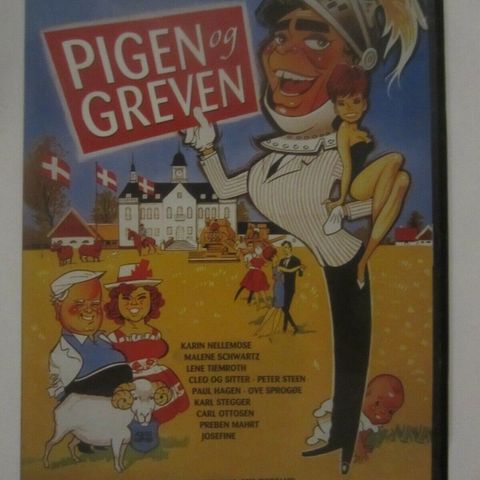 PIGEN og
GREVEN
KARIN NELLEMOSE
MALENE SCHWARTZ
LENE TIEMROTH
CLEO OG SITTER - PETER STEEN
PAUL HAGEN - OVE SPROGØE
KARL STEGGER
CARL OTTOSEN
PREBEN MAHRT
JOSEFINE